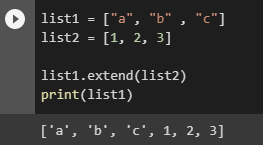 list1 = ["a", "b" , "c"]
list2 = [1, 2, 3]
list1.extend(list2)
print(list1)
['a', 'b', 'c', 1, 2, 3]